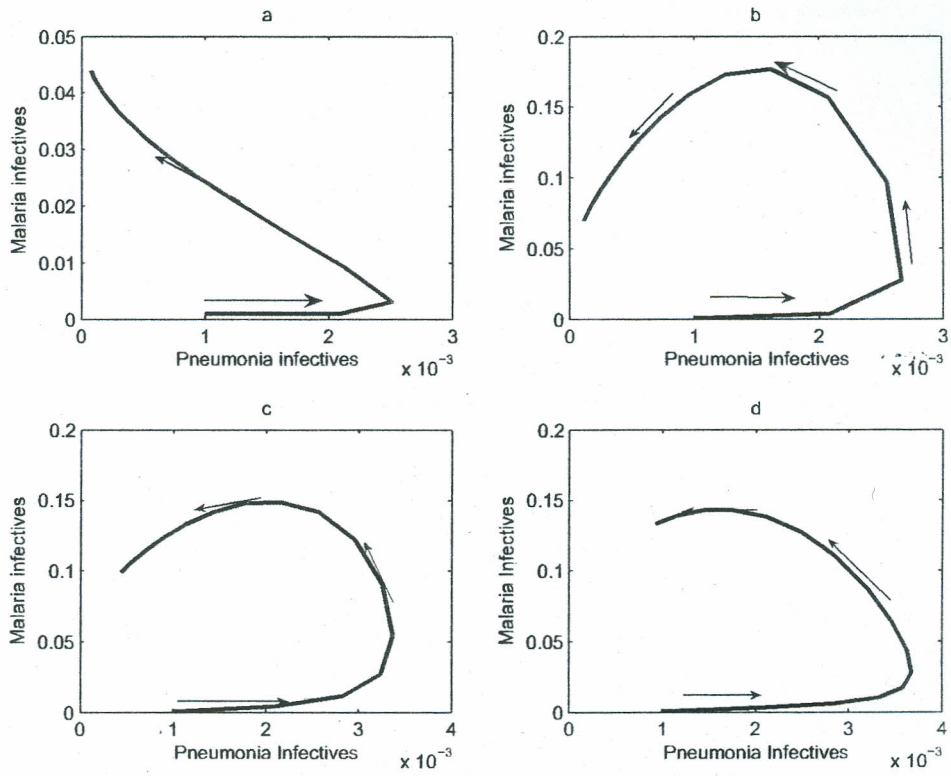 a
0.05
0.04
0.03
0.02
0.01
0
Malaria infectives
0 1 2 3
Pneumonia infectives
x 10⁻³
b
0.2
0.15
0.1
0.05
0
Malaria infectives
0 1 2 3
Pneumonia infectives
x 10⁻³
c
0.2
0.15
0.1
0.05
0
Malaria infectives
0 1 2 3 4
Pneumonia Infectives
x 10⁻³
d
0.2
0.15
0.1
0.05
0
Malaria Infectives
0 1 2 3 4
Pneumonia Infectives
x 10⁻³